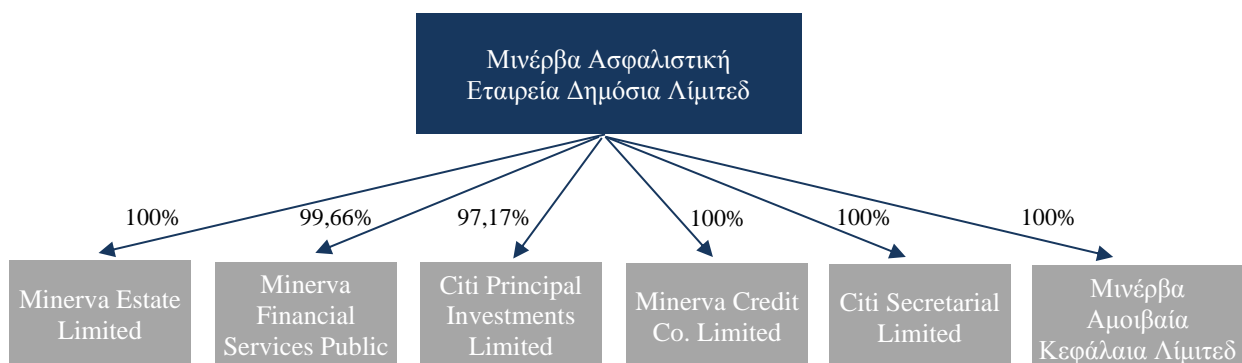 Μινέρβα Ασφαλιστική
Εταιρεία Δημόσια Λίμιτεδ
100%
99,66%
97,17%
100%
100%
100%
Minerva Estate
Limited
Minerva
Financial
Services Public
Citi Principal
Investments
Limited
Minerva Credit
Co. Limited
Citi Secretarial
Limited
Μινέρβα
Αμοιβαία
Κεφάλαια Λίμιτεδ